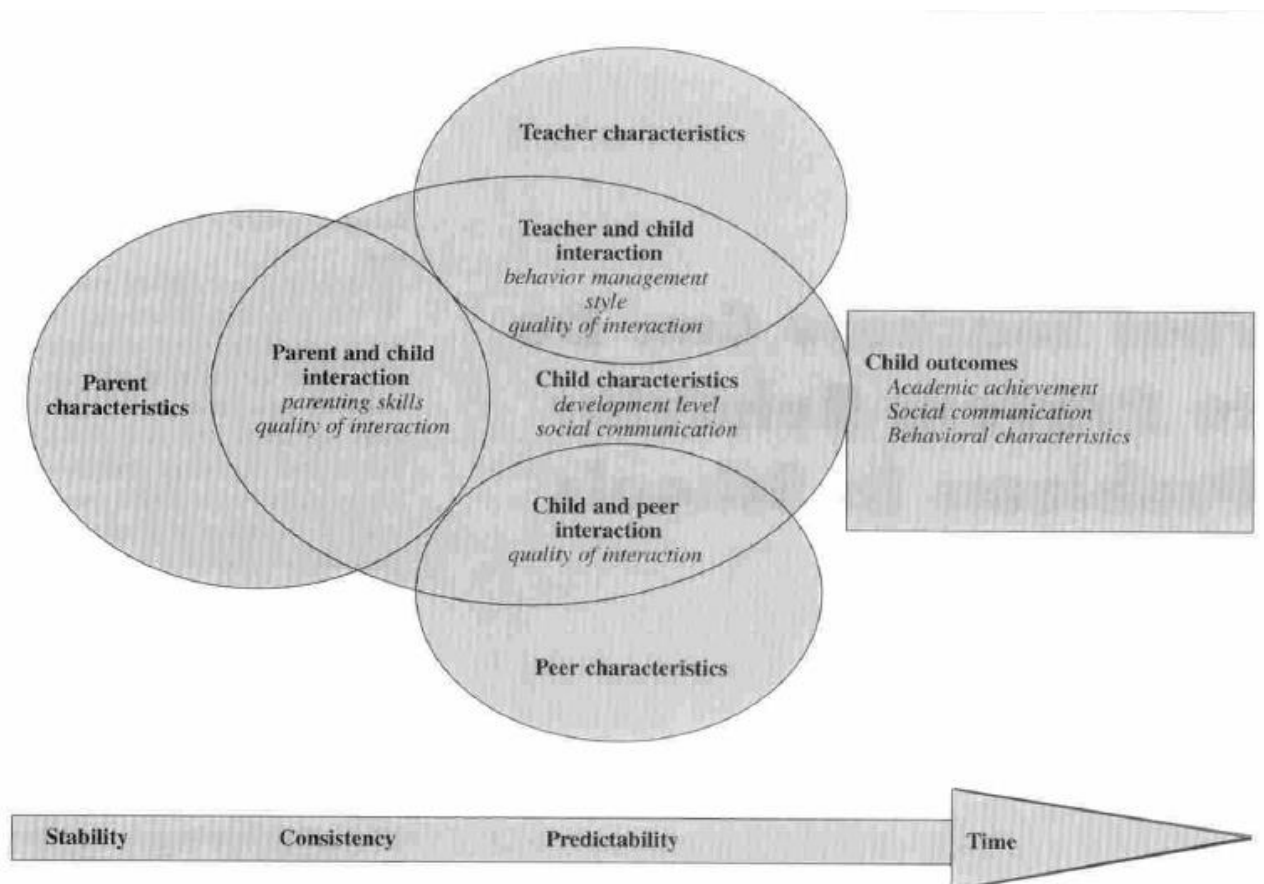 Teacher characteristics
Teacher and child
interaction
behavior management
style
quality of interaction
Parent
characteristics
Parent and child
interaction
parenting skills
quality of interaction
Child characteristics
development level
social communication
Child outcomes
Academic achievement
Social communication
Behavioral characteristics
Child and peer
interaction
quality of interaction
Peer characteristics
Stability Consistency Predictability Time